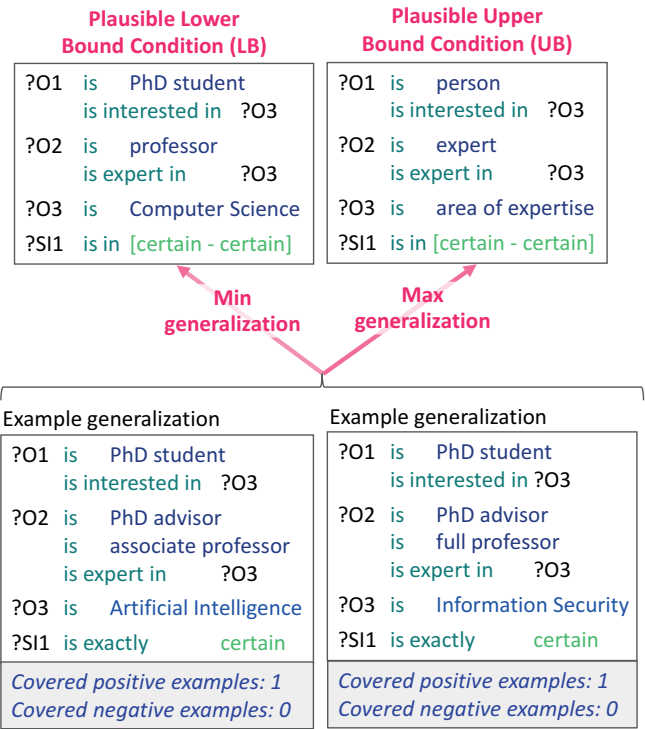 Plausible Lower
Bound Condition (LB)
?O1 is PhD student
is interested in ?O3
?O2 is professor
is expert in ?O3
?O3 is Computer Science
?SI1 is in [certain - certain]
Plausible Upper
Bound Condition (UB)
?O1 is person
is interested in ?O3
?O2 is expert
is expert in ?O3
?O3 is area of expertise
?SI1 is in [certain - certain]
Min
generalization
Max
generalization
Example generalization
?O1 is PhD student
is interested in ?O3
?O2 is PhD advisor
is associate professor
is expert in ?O3
?O3 is Artificial Intelligence
?SI1 is exactly certain
Covered positive examples: 1
Covered negative examples: 0
Example generalization
?O1 is PhD student
is interested in ?O3
?O2 is PhD advisor
is full professor
is expert in ?O3
?O3 is Information Security
?SI1 is exactly certain
Covered positive examples: 1
Covered negative examples: 0